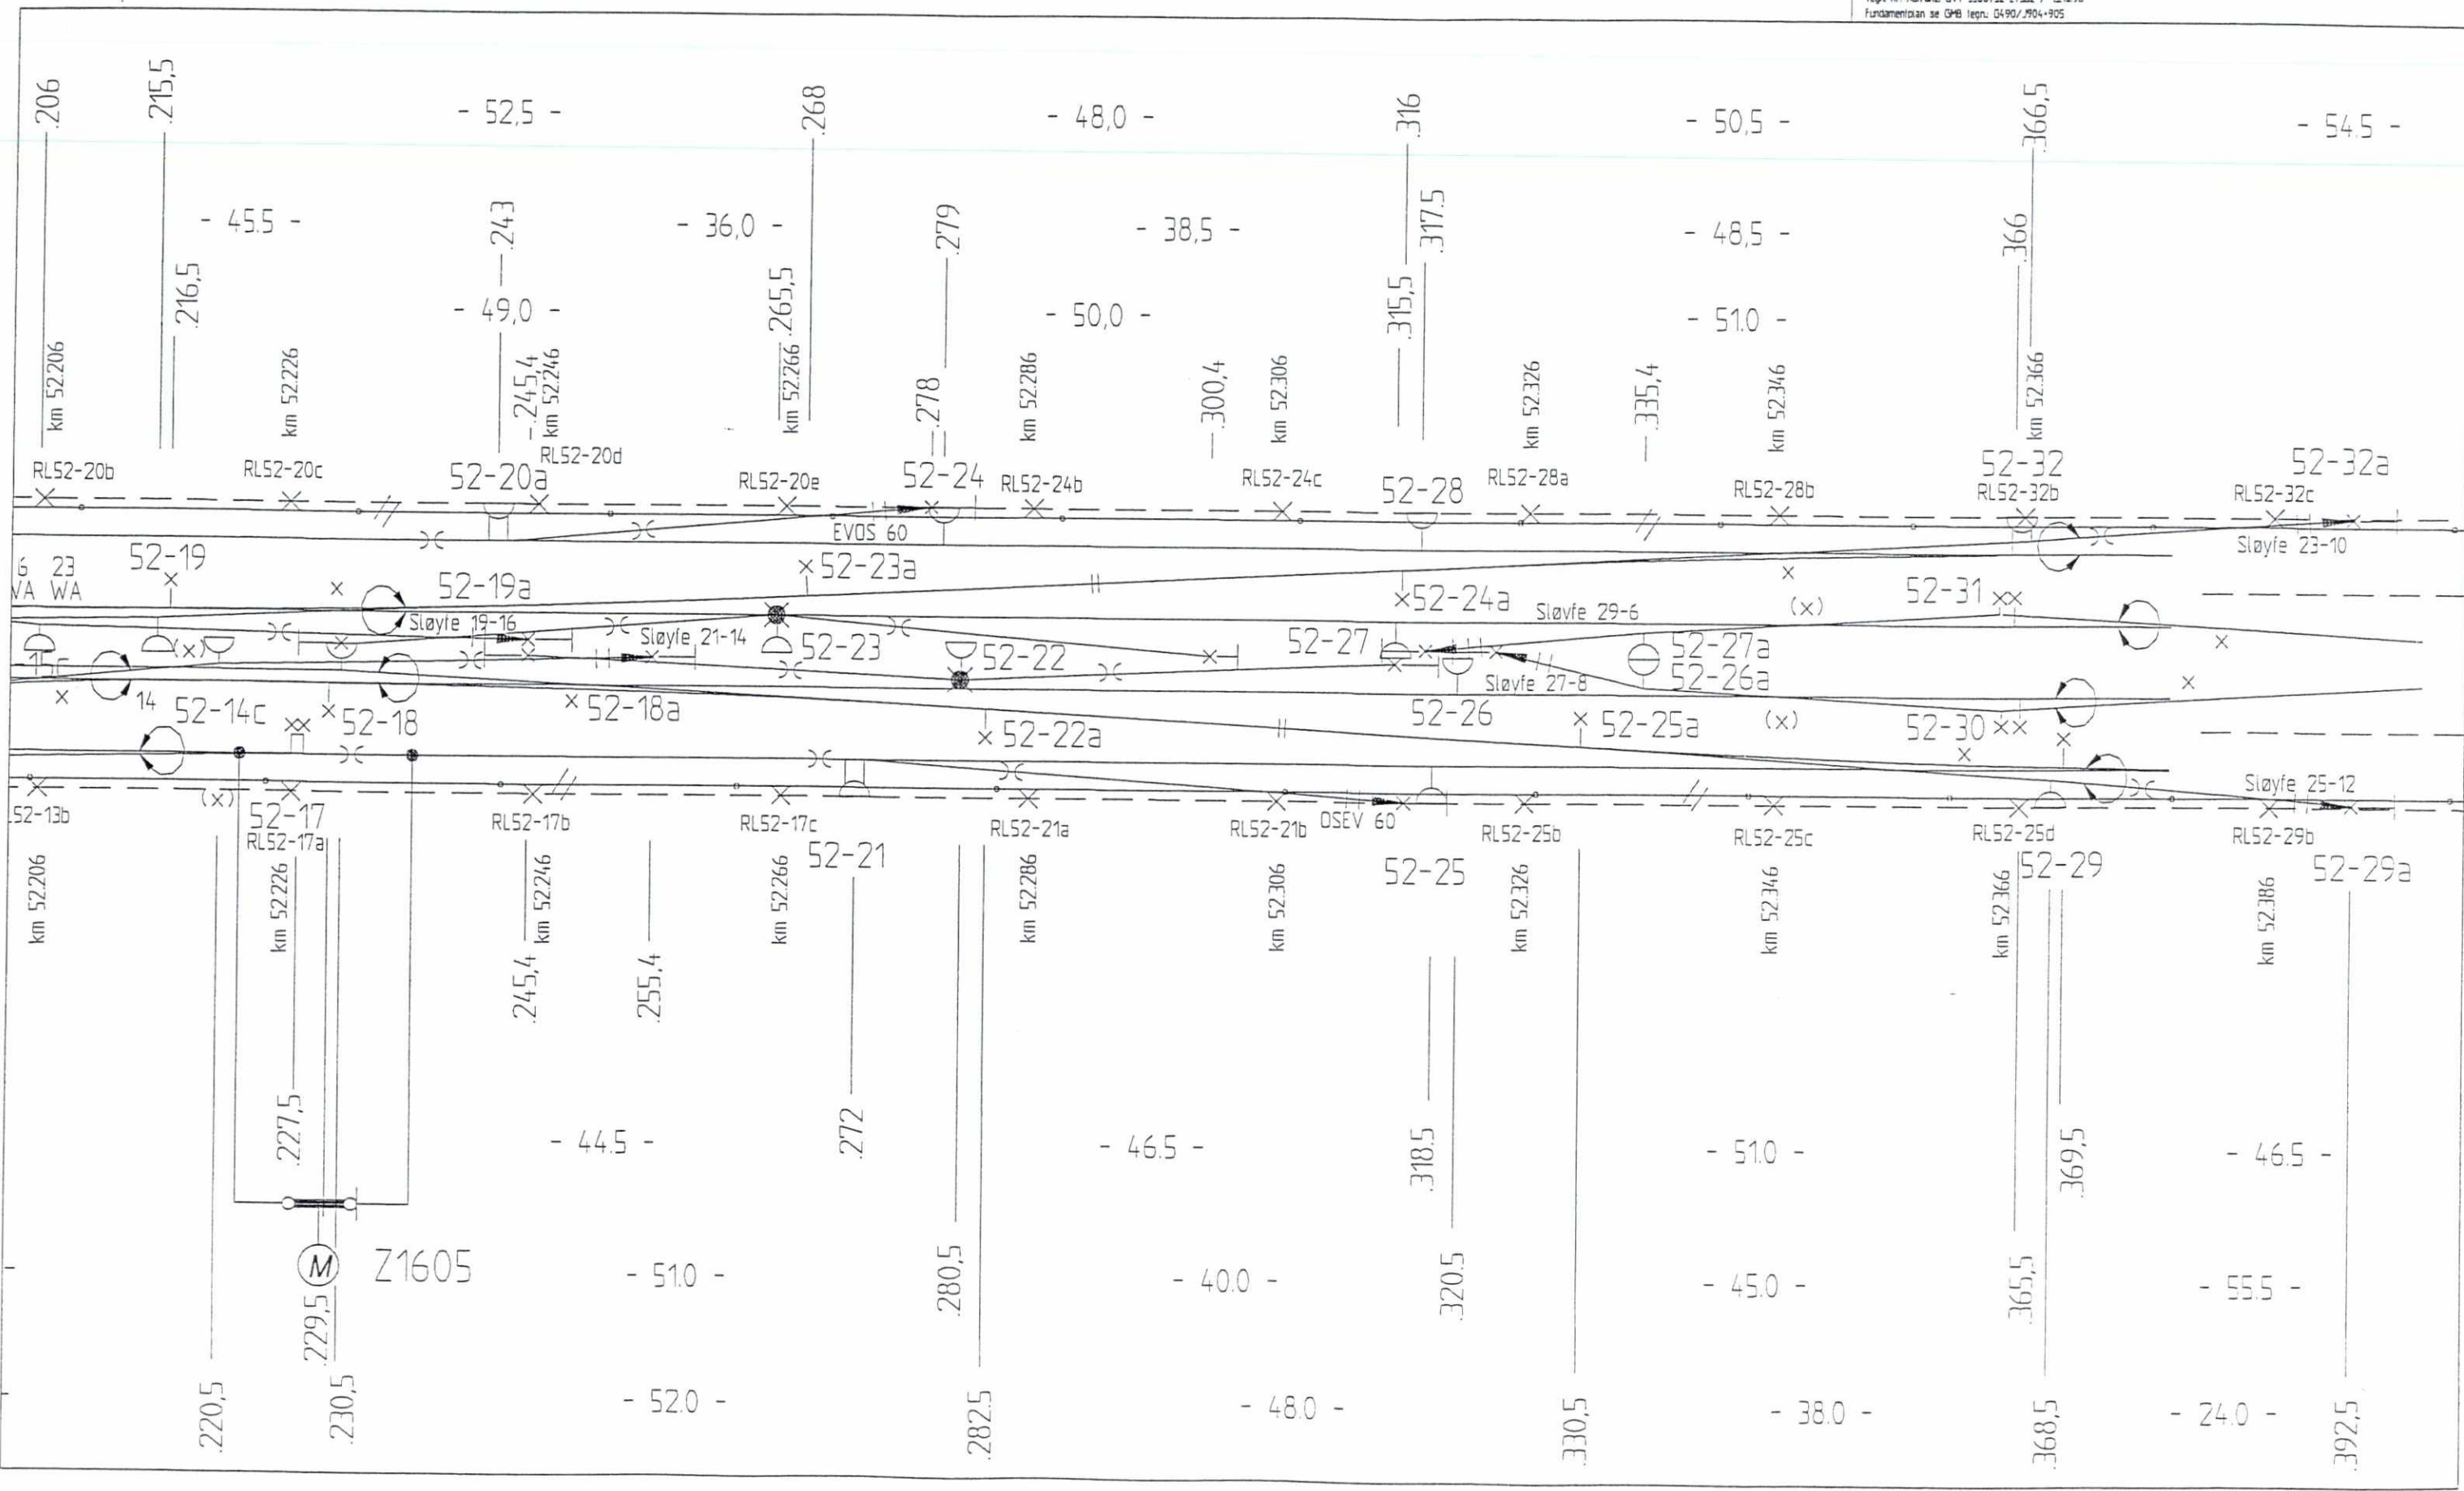 Fundamentplan se GMB tegn.: G490/J904-905
.206
.215,5
- 52,5 -
.268
- 48,0 -
.316
- 50,5 -
.366,5
- 54.5 -
- 45.5 -
.243
- 36,0 -
.279
- 38,5 -
.317.5
- 48,5 -
.366
.216,5
- 49,0 -
.265,5
- 50,0 -
.315,5
- 51.0 -
km 52.206
km 52.226
.245,4
km 52.246
km 52.266
.278
km 52.286
.300,4
km 52.306
km 52.326
.335,4
km 52.346
km 52.366
RL52-20b
RL52-20c
52-20a
RL52-20d
RL52-20e
52-24
RL52-24b
RL52-24c
52-28
RL52-28a
RL52-28b
52-32
RL52-32b
52-32a
RL52-32c
EVOS 60
Sløyfe 23-10
6 23
VA WA
52-19
52-19a
52-23a
52-24a
52-31
(x)
Sløyfe 19-16
Sløyfe 21-14
Sløyfe 29-6
15c
(x)
52-23
52-22
52-27
52-27a
52-26a
Sløyfe 27-8
14
52-14c
52-18
52-18a
52-22a
52-26
52-25a
(x)
52-30
Sløyfe 25-12
L52-13b
(x)
52-17
RL52-17a
RL52-17b
RL52-17c
52-21
RL52-21a
RL52-21b
OSEV 60
52-25
RL52-25b
RL52-25c
RL52-25d
52-29
RL52-29b
52-29a
km 52.206
km 52.226
km 52.246
km 52.266
km 52.286
km 52.306
km 52.326
km 52.346
km 52.366
km 52.386
.245,4
.255,4
.227,5
- 44.5 -
.272
- 46.5 -
.318.5
- 51.0 -
.369,5
- 46.5 -
M
Z1605
.229,5
- 51.0 -
.280,5
- 40.0 -
.320.5
- 45.0 -
.365,5
- 55.5 -
.220,5
.230,5
- 52.0 -
.282.5
- 48.0 -
.330,5
- 38.0 -
.368,5
- 24.0 -
.392,5